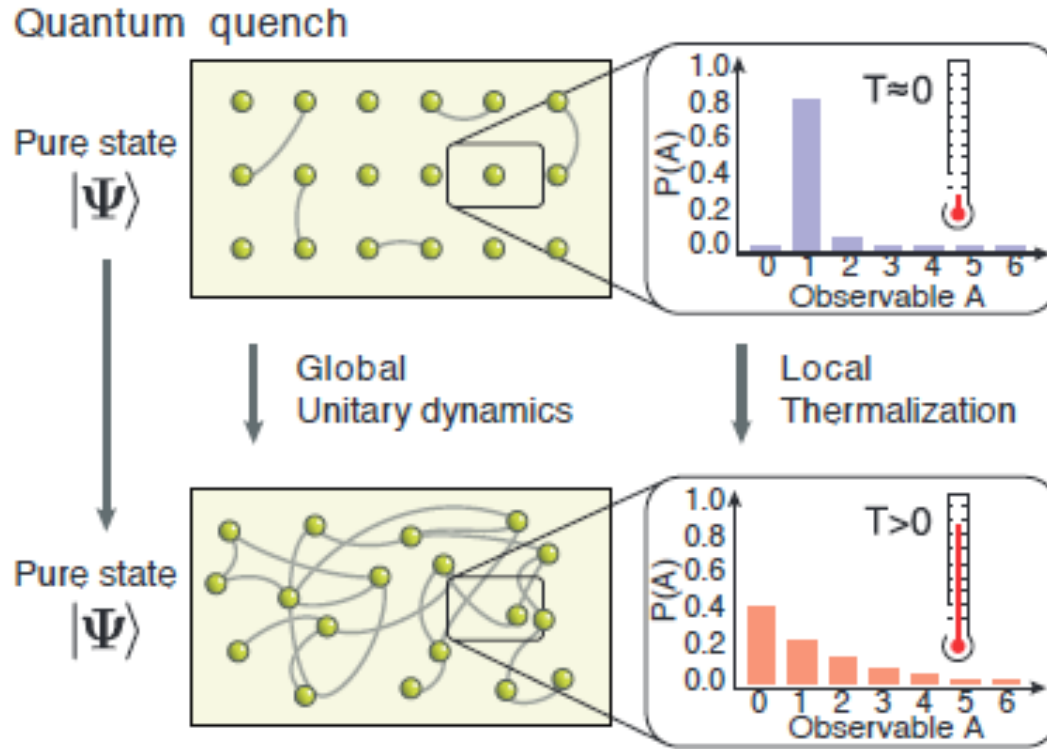 Quantum quench
Pure state
|Ψ⟩
1.0
0.8
0.6
0.4
0.2
0.0
P(A)
T≈0
0 1 2 3 4 5 6
Observable A
Global
Unitary dynamics
Local
Thermalization
Pure state
|Ψ⟩
1.0
0.8
0.6
0.4
0.2
0.0
P(A)
T>0
0 1 2 3 4 5 6
Observable A